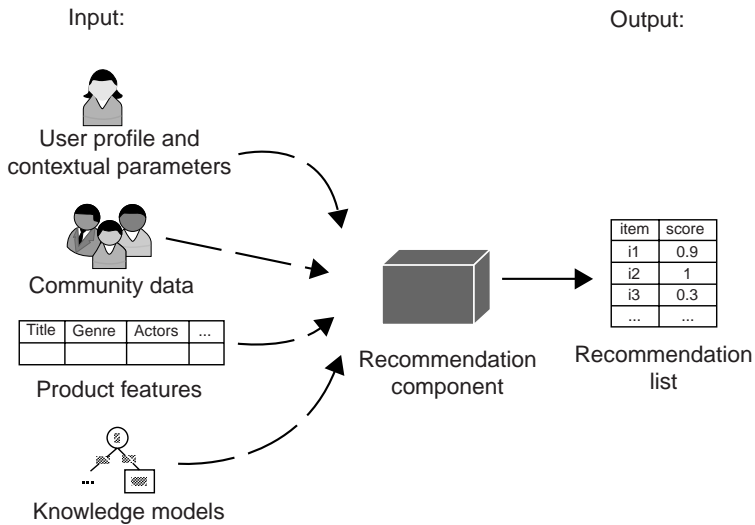 Input:
Output:
User profile and
contextual parameters
Community data
Title Genre Actors ...
Product features
...
Knowledge models
Recommendation
component
item score
i1 0.9
i2 1
i3 0.3
... ...
Recommendation
list